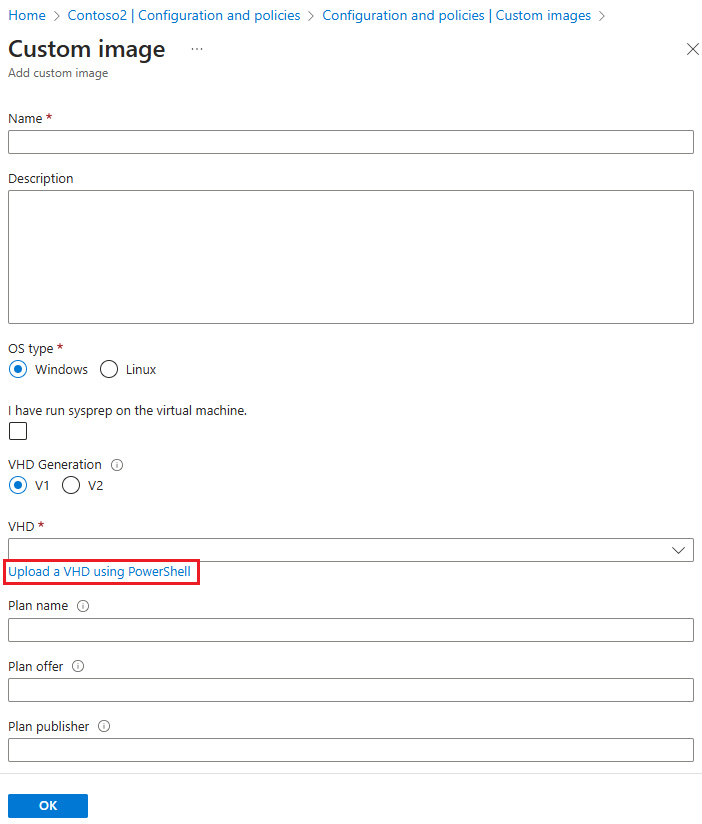 Home > Contoso2 | Configuration and policies > Configuration and policies | Custom images >
Custom image ...
Add custom image
Name *
Description
OS type *
Windows Linux
I have run sysprep on the virtual machine.
VHD Generation
V1 V2
VHD *
Upload a VHD using PowerShell
Plan name
Plan offer
Plan publisher
OK